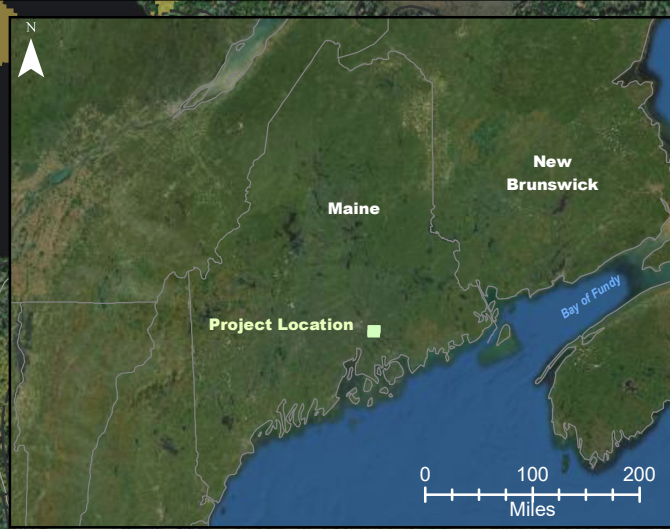 N
Maine
New
Brunswick
Project Location
Bay of Fundy
0 100 200
Miles